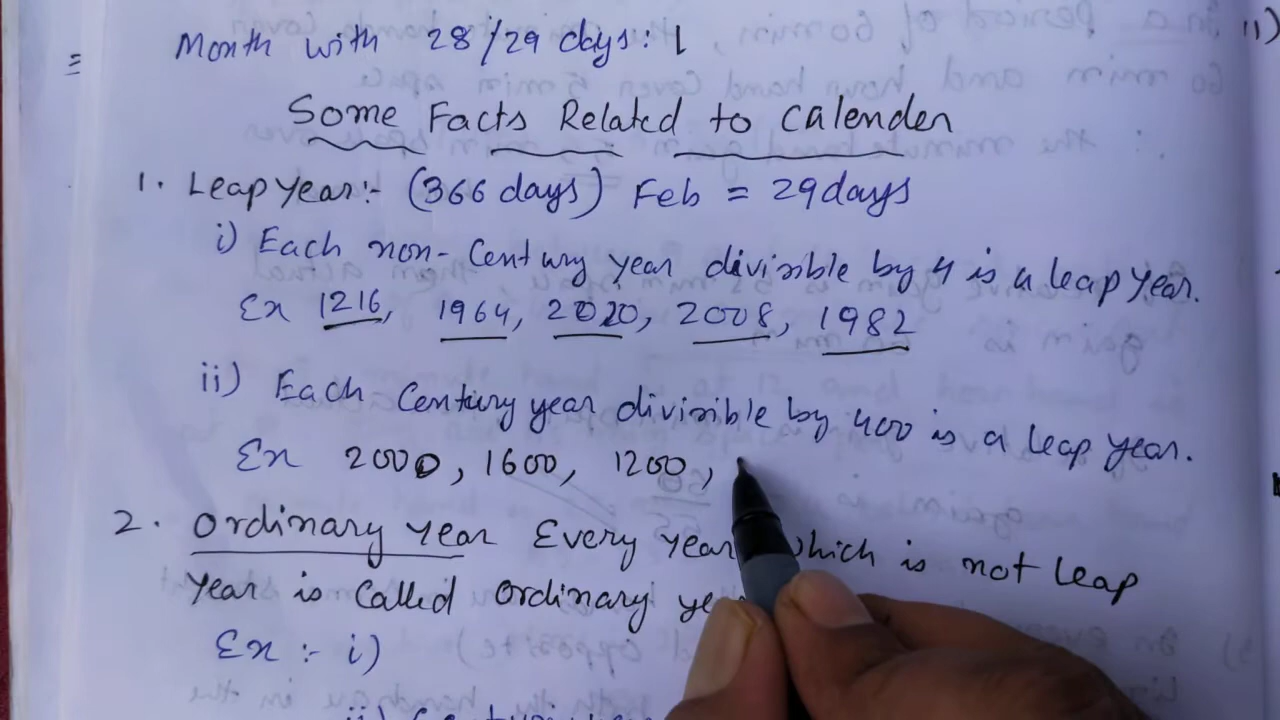 Month with 28/29 days: 1
11)
Some Facts Related to Calender
1. Leap Year:- (366 days) Feb = 29 days
i) Each non-Century year divisible by 4 is a leap Year.
Ex 1216, 1964, 2020, 2008, 1982
ii) Each Century year divisible by 400 is a leap year.
Ex 2000, 1600, 1200,
2. Ordinary Year Every Year which is not leap
Year is Called Ordinary ye
Ex :- i)